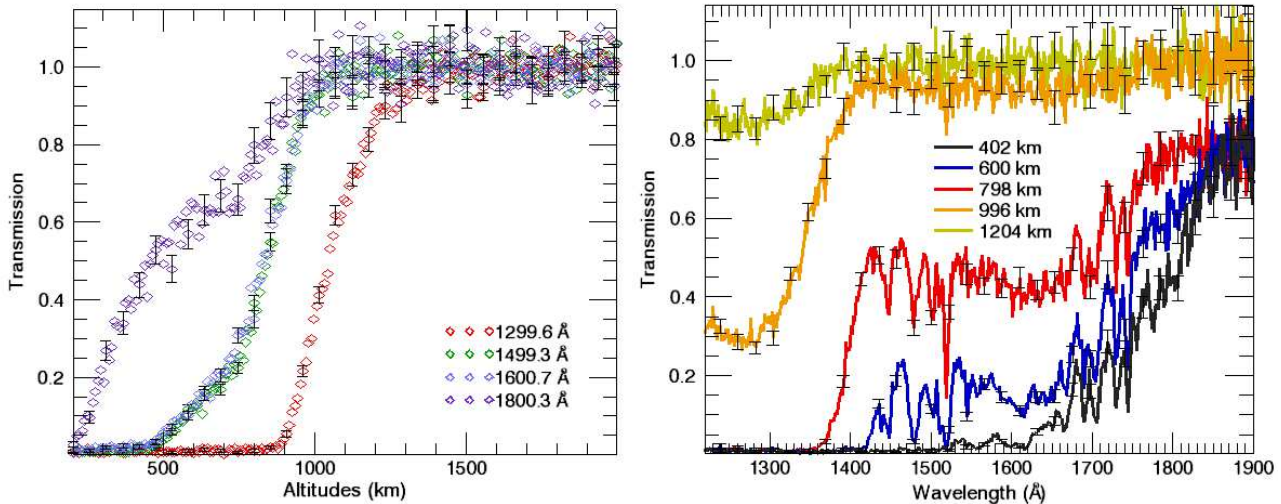 Transmission
1.0
0.8
0.6
0.4
0.2
500
1000
1500
Altitudes (km)
1299.6 Å
1499.3 Å
1600.7 Å
1800.3 Å
Transmission
1.0
0.8
0.6
0.4
0.2
1300
1400
1500
1600
1700
1800
1900
Wavelength (Å)
402 km
600 km
798 km
996 km
1204 km